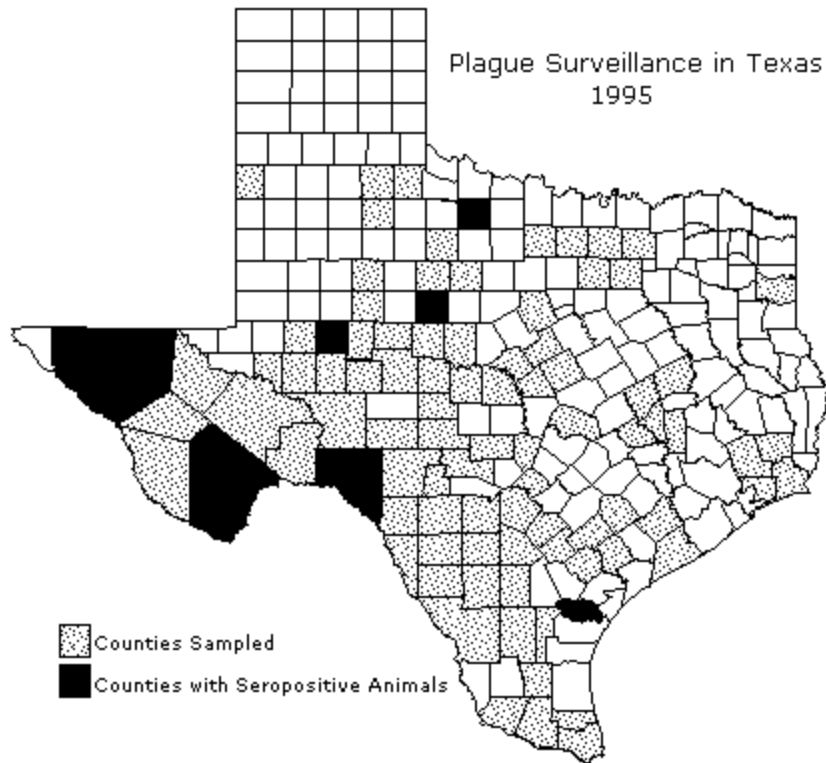 Plague Surveillance in Texas
1995
Counties Sampled
Counties with Seropositive Animals